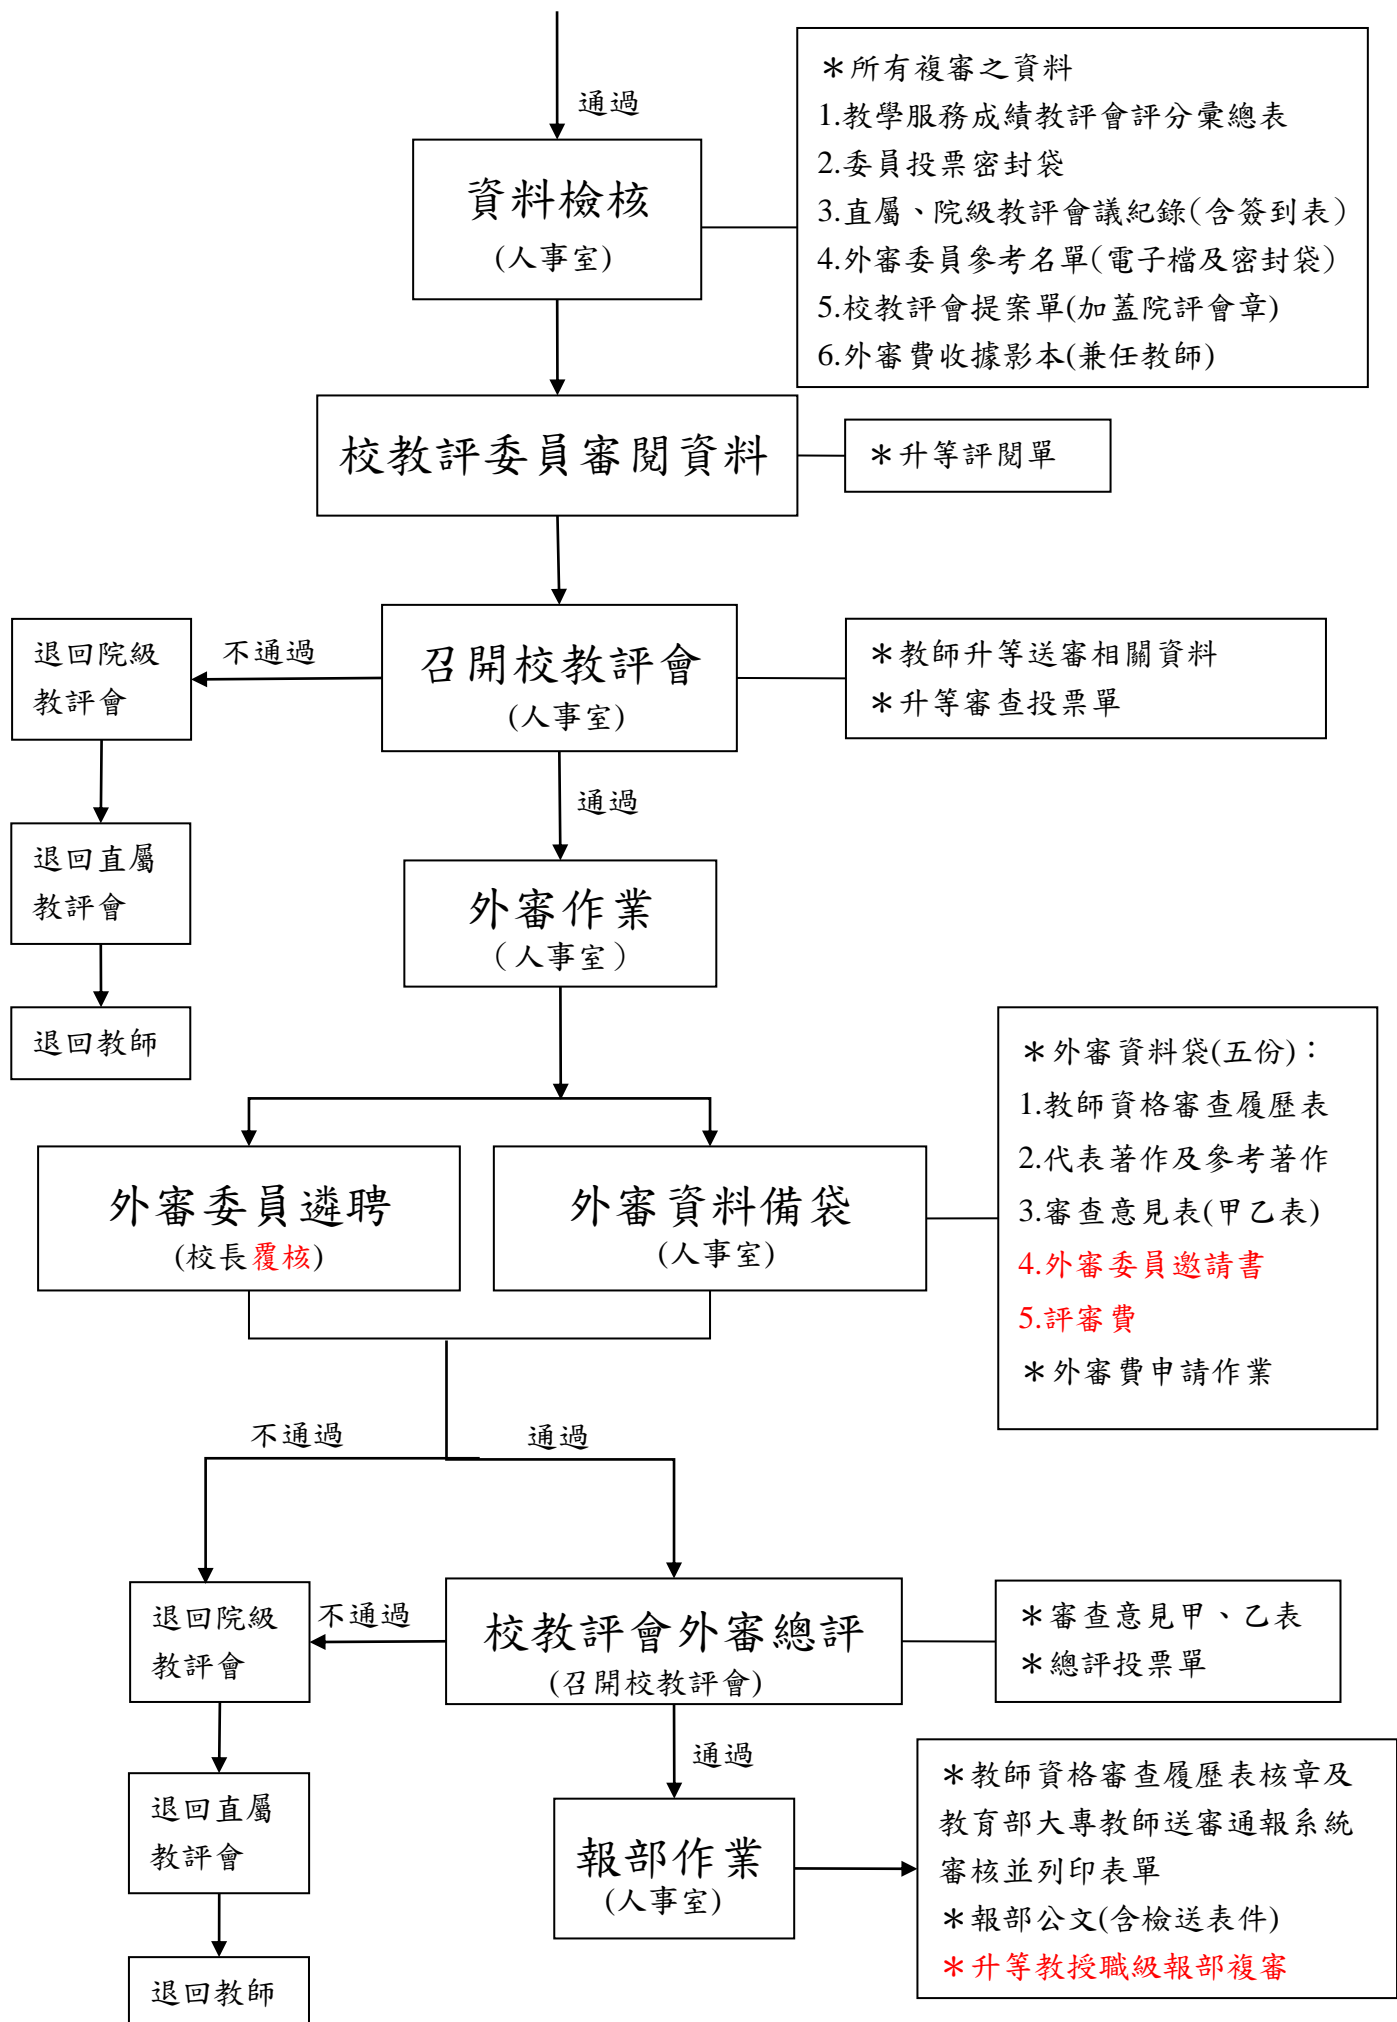 通過
資料檢核
(人事室)
＊所有複審之資料
1.教學服務成績教評會評分彙總表
2.委員投票密封袋
3.直屬、院級教評會議紀錄(含簽到表)
4.外審委員參考名單(電子檔及密封袋)
5.校教評會提案單(加蓋院評會章)
6.外審費收據影本(兼任教師)
校教評委員審閱資料
＊升等評閱單
退回院級
教評會
不通過
召開校教評會
(人事室)
＊教師升等送審相關資料
＊升等審查投票單
通過
退回直屬
教評會
外審作業
(人事室)
退回教師
外審委員遴聘
(校長覆核)
外審資料備袋
(人事室)
＊外審資料袋(五份)：
1.教師資格審查履歷表
2.代表著作及參考著作
3.審查意見表(甲乙表)
4.外審委員邀請書
5.評審費
＊外審費申請作業
不通過
通過
退回院級
教評會
不通過
校教評會外審總評
(召開校教評會)
＊審查意見甲、乙表
＊總評投票單
通過
退回直屬
教評會
報部作業
(人事室)
＊教師資格審查履歷表核章及
教育部大專教師送審通報系統
審核並列印表單
＊報部公文(含檢送表件)
＊升等教授職級報部複審
退回教師